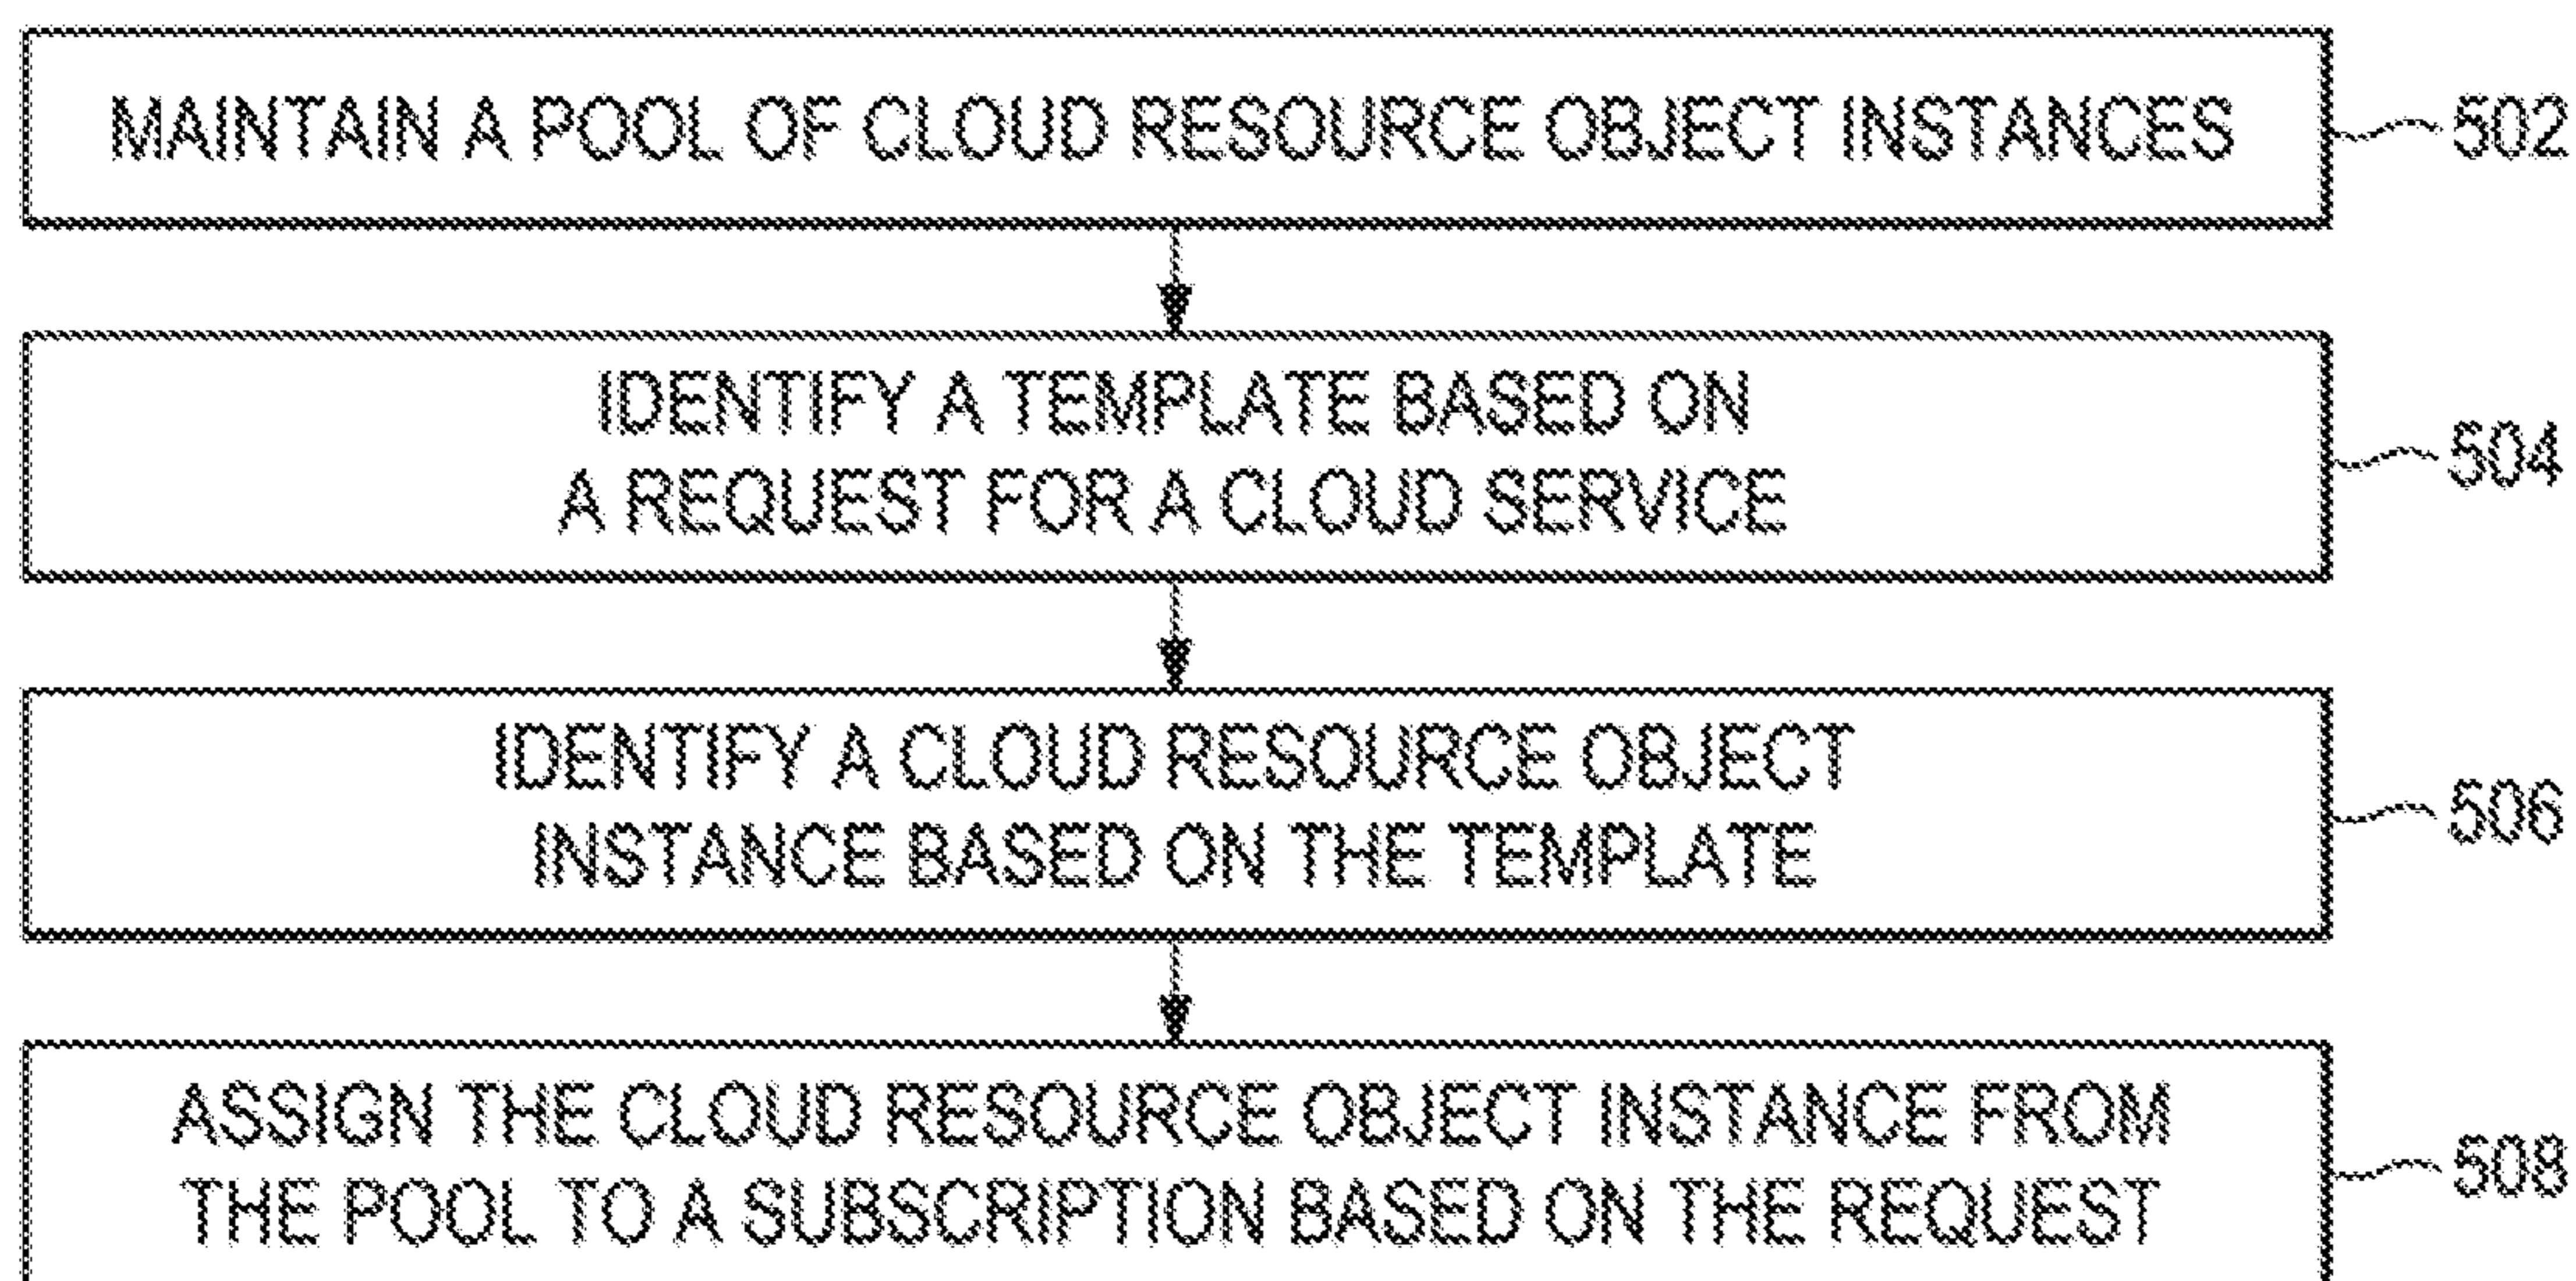 MAINTAIN A POOL OF CLOUD RESOURCE OBJECT INSTANCES
502
IDENTIFY A TEMPLATE BASED ON
A REQUEST FOR A CLOUD SERVICE
504
IDENTIFY A CLOUD RESOURCE OBJECT
INSTANCE BASED ON THE TEMPLATE
506
ASSIGN THE CLOUD RESOURCE OBJECT INSTANCE FROM
THE POOL TO A SUBSCRIPTION BASED ON THE REQUEST
508